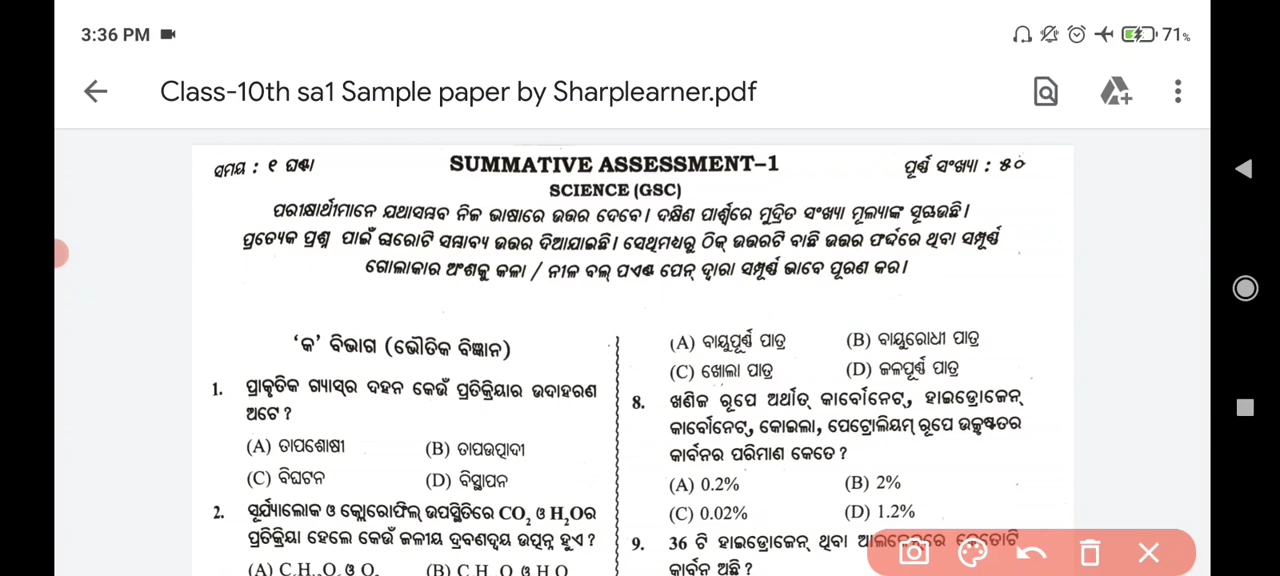 3:36 PM
71%
Class-10th sa1 Sample paper by Sharplearner.pdf
ସମୟ : ୧ ଘଣ୍ଟା
SUMMATIVE ASSESSMENT–1
ପୂର୍ଣ୍ଣ ସଂଖ୍ୟା : ୫୦
SCIENCE (GSC)
ପରୀକ୍ଷାର୍ଥୀମାନେ ଯଥାସମ୍ଭବ ନିଜ ଭାଷାରେ ଉତ୍ତର ଦେବେ। ଦକ୍ଷିଣ ପାର୍ଶ୍ୱରେ ମୁଦ୍ରିତ ସଂଖ୍ୟା ମୂଲ୍ୟାଙ୍କ ସୂଚାଉଛି।
ପ୍ରତ୍ୟେକ ପ୍ରଶ୍ନ ପାଇଁ ଚାରୋଟି ସମ୍ଭାବ୍ୟ ଉତ୍ତର ଦିଆଯାଇଛି। ସେଥିମଧ୍ୟରୁ ଠିକ୍ ଉତ୍ତରଟି ବାଛି ଉତ୍ତର ଫର୍ଦ୍ଦରେ ଥିବା ସମ୍ପୂର୍ଣ୍ଣ
ଗୋଲାକାର ଅଂଶକୁ କଳା / ନୀଳ ବଲ୍ ପଏଣ୍ଟ ପେନ୍ ଦ୍ୱାରା ସମ୍ପୂର୍ଣ୍ଣ ଭାବେ ପୂରଣ କର।
‘କ’ ବିଭାଗ (ଭୌତିକ ବିଜ୍ଞାନ)
1. ପ୍ରାକୃତିକ ଗ୍ୟାସ୍‌ର ଦହନ କେଉଁ ପ୍ରତିକ୍ରିୟାର ଉଦାହରଣ
ଅଟେ ?
(A) ତାପଶୋଷୀ (B) ତାପଉତ୍ପାଦୀ
(C) ବିଘଟନ (D) ବିସ୍ଥାପନ
2. ସୂର୍ଯ୍ୟାଲୋକ ଓ କ୍ଲୋରୋଫିଲ୍ ଉପସ୍ଥିତିରେ CO₂ ଓ H₂Oର
ପ୍ରତିକ୍ରିୟା ହେଲେ କେଉଁ ଜଳୀୟ ଦ୍ରବଣଦ୍ୱୟ ଉତ୍ପନ୍ନ ହୁଏ ?
(A) ବାୟୁପୂର୍ଣ୍ଣ ପାତ୍ର (B) ବାୟୁରୋଧୀ ପାତ୍ର
(C) ଖୋଲା ପାତ୍ର (D) ଜଳପୂର୍ଣ୍ଣ ପାତ୍ର
8. ଖଣିଜ ରୂପେ ଅର୍ଥାତ୍ କାର୍ବୋନେଟ୍, ହାଇଡ୍ରୋଜେନ୍
କାର୍ବୋନେଟ୍, କୋଇଲା, ପେଟ୍ରୋଲିୟମ୍ ରୂପେ ଭୂତ୍ୱକ୍‌ସ୍ତରର
କାର୍ବନର ପରିମାଣ କେତେ ?
(A) 0.2% (B) 2%
(C) 0.02% (D) 1.2%
9. 36 ଟି ହାଇଡ୍ରୋଜେନ୍ ଥିବା ଆଲକେନ୍‌ରେ କେତୋଟି
କାର୍ବନ ଅଛି ?